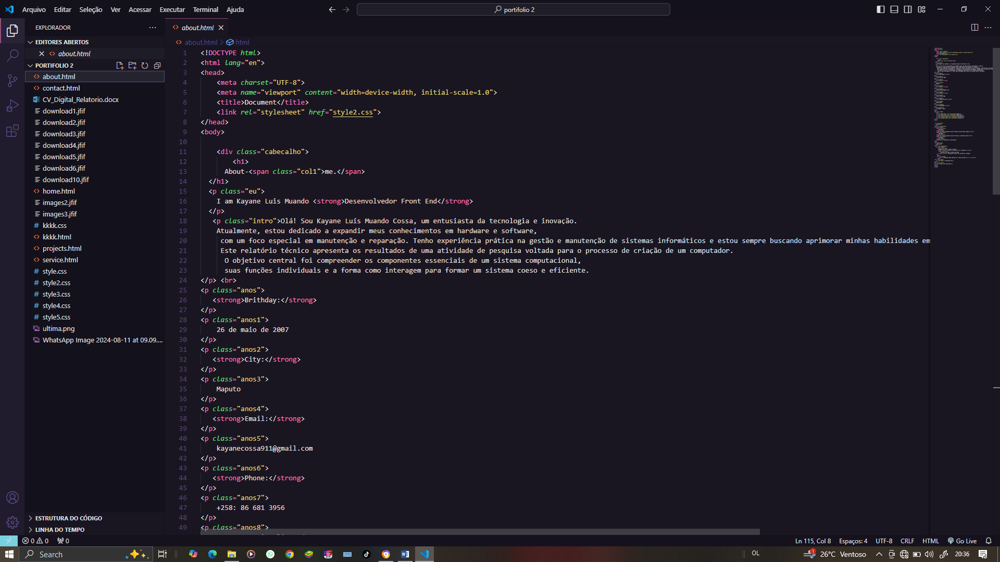 Arquivo Editar Seleção Ver Acessar Executar Terminal Ajuda
portifolio 2
EXPLORADOR
EDITORES ABERTOS
about.html
PORTIFOLIO 2
about.html
contact.html
CV_Digital_Relatorio.docx
download1.jfif
download2.jfif
download3.jfif
download4.jfif
download5.jfif
download6.jfif
download10.jfif
home.html
images2.jfif
images3.jfif
kkkk.css
kkkk.html
projects.html
service.html
style.css
style2.css
style3.css
style4.css
style5.css
ultima.png
WhatsApp Image 2024-08-11 at 09.09....
ESTRUTURA DO CÓDIGO
LINHA DO TEMPO
about.html
about.html > html
1 <!DOCTYPE html>
2 <html lang="en">
3 <head>
4 <meta charset="UTF-8">
5 <meta name="viewport" content="width=device-width, initial-scale=1.0">
6 <title>Document</title>
7 <link rel="stylesheet" href="style2.css">
8 </head>
9 <body>
10
11 <div class="cabecalho">
12 <h1>
13 About-<span class="col1">me.</span>
14 </h1>
15 <p class="eu">
16 I am Kayane Luis Muando <strong>Desenvolvedor Front End</strong>
17 </p>
18 <p class="intro">Olá! Sou Kayane Luís Muando Cossa, um entusiasta da tecnologia e inovação.
19 Atualmente, estou dedicado a expandir meus conhecimentos em hardware e software,
20 com um foco especial em manutenção e reparação. Tenho experiência prática na gestão e manutenção de sistemas informáticos e estou sempre buscando aprimorar minhas habilidades em
21 Este relatório técnico apresenta os resultados de uma atividade de pesquisa voltada para o processo de criação de um computador.
22 O objetivo central foi compreender os componentes essenciais de um sistema computacional,
23 suas funções individuais e a forma como interagem para formar um sistema coeso e eficiente.
24 </p> <br>
25 <p class="anos">
26 <strong>Brithday:</strong>
27 </p>
28 <p class="anos1">
29 26 de maio de 2007
30 </p>
31 <p class="anos2">
32 <strong>City:</strong>
33 </p>
34 <p class="anos3">
35 Maputo
36 </p>
37 <p class="anos4">
38 <strong>Email:</strong>
39 </p>
40 <p class="anos5">
41 kayanecossa911@gmail.com
42 </p>
43 <p class="anos6">
44 <strong>Phone:</strong>
45 </p>
46 <p class="anos7">
47 +258: 86 681 3956
48 </p>
49 <p class="anos8">
0 0 0
Ln 115, Col 8 Espaços: 4 UTF-8 CRLF HTML Go Live
Search
OL
1
26°C Ventoso
20:36